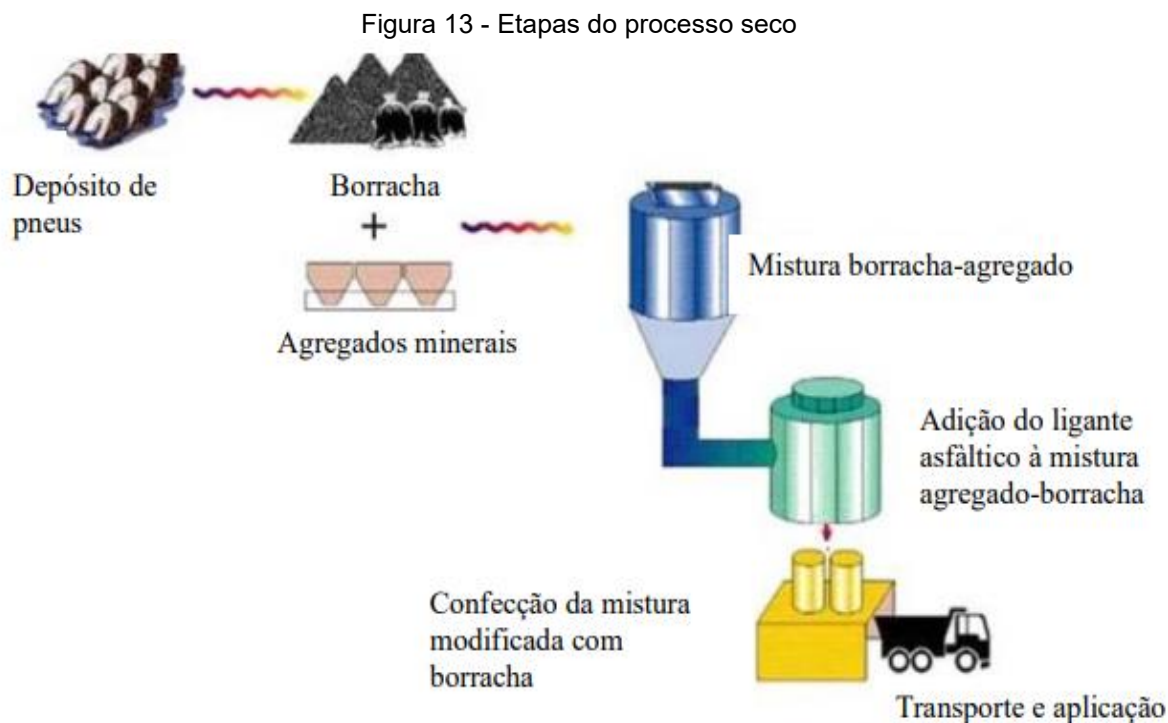 Figura 13 - Etapas do processo seco
Depósito de
pneus
Borracha
+
Agregados minerais
Mistura borracha-agregado
Adição do ligante
asfàltico à mistura
agregado-borracha
Confecção da mistura
modificada com
borracha
Transporte e aplicação